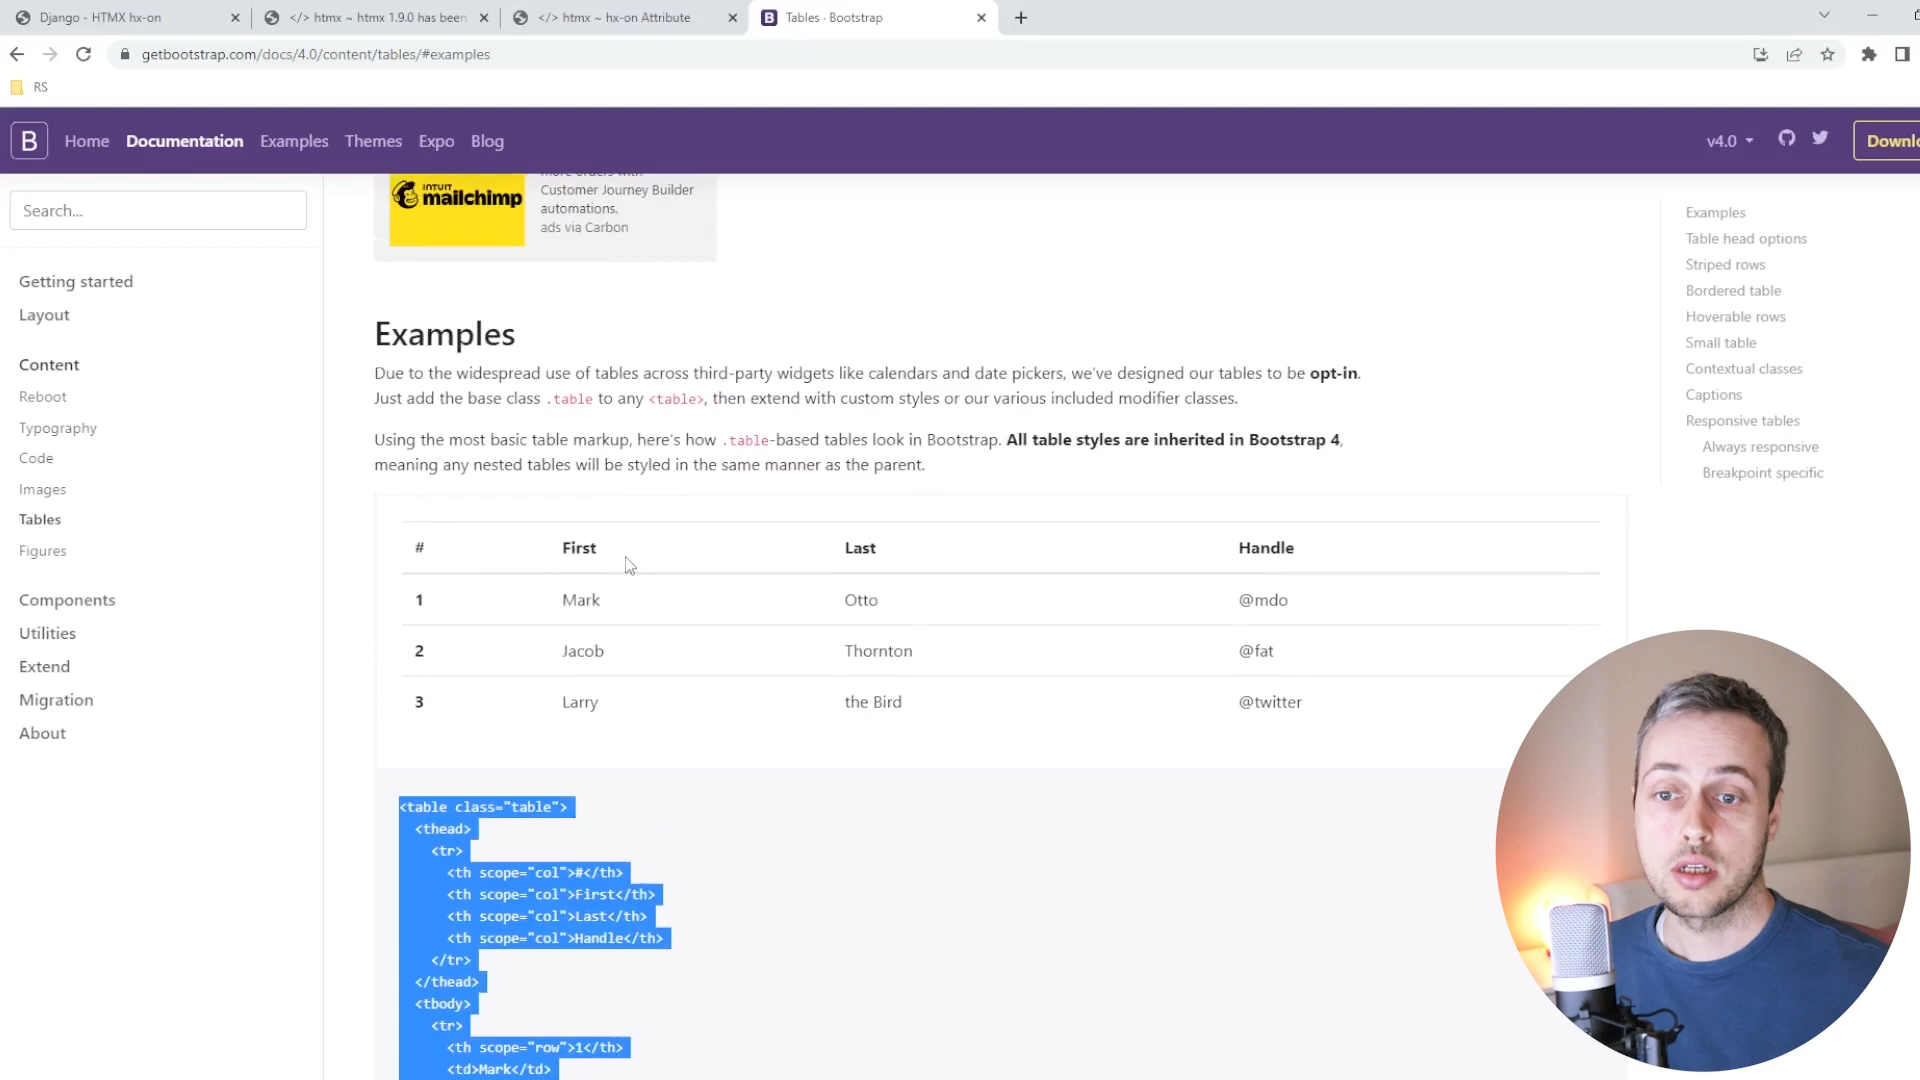 Django - HTMX hx-on
</> htmx ~ htmx 1.9.0 has been
</> htmx ~ hx-on Attribute
Tables · Bootstrap
getbootstrap.com/docs/4.0/content/tables/#examples
RS
B
Home
Documentation
Examples
Themes
Expo
Blog
v4.0
Downlo
Search...
Getting started
Layout
Content
Reboot
Typography
Code
Images
Tables
Figures
Components
Utilities
Extend
Migration
About
INTUIT
mailchimp
more orders with
Customer Journey Builder
automations.
ads via Carbon
Examples
Due to the widespread use of tables across third-party widgets like calendars and date pickers, we've designed our tables to be opt-in.
Just add the base class .table to any <table>, then extend with custom styles or our various included modifier classes.
Using the most basic table markup, here's how .table-based tables look in Bootstrap. All table styles are inherited in Bootstrap 4,
meaning any nested tables will be styled in the same manner as the parent.
# First Last Handle
1 Mark Otto @mdo
2 Jacob Thornton @fat
3 Larry the Bird @twitter
<table class="table">
<thead>
<tr>
<th scope="col">#</th>
<th scope="col">First</th>
<th scope="col">Last</th>
<th scope="col">Handle</th>
</tr>
</thead>
<tbody>
<tr>
<th scope="row">1</th>
<td>Mark</td>
Examples
Table head options
Striped rows
Bordered table
Hoverable rows
Small table
Contextual classes
Captions
Responsive tables
Always responsive
Breakpoint specific